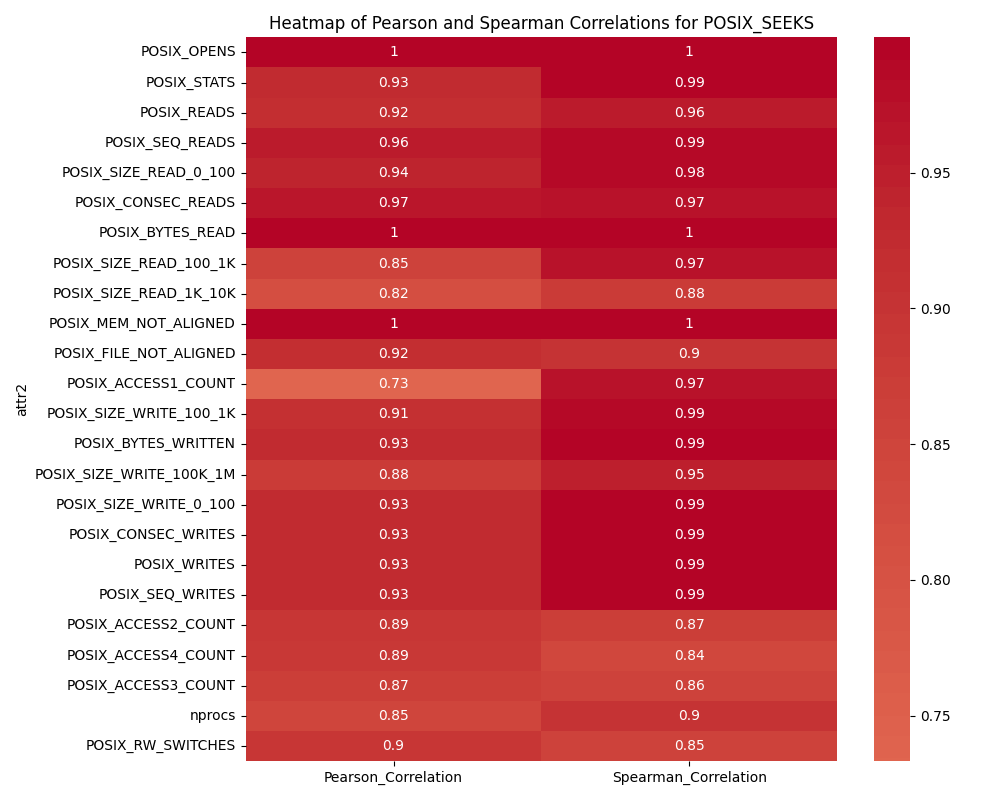 Heatmap of Pearson and Spearman Correlations for POSIX_SEEKS
attr2
POSIX_OPENS 1 1
POSIX_STATS 0.93 0.99
POSIX_READS 0.92 0.96
POSIX_SEQ_READS 0.96 0.99
POSIX_SIZE_READ_0_100 0.94 0.98
POSIX_CONSEC_READS 0.97 0.97
POSIX_BYTES_READ 1 1
POSIX_SIZE_READ_100_1K 0.85 0.97
POSIX_SIZE_READ_1K_10K 0.82 0.88
POSIX_MEM_NOT_ALIGNED 1 1
POSIX_FILE_NOT_ALIGNED 0.92 0.9
POSIX_ACCESS1_COUNT 0.73 0.97
POSIX_SIZE_WRITE_100_1K 0.91 0.99
POSIX_BYTES_WRITTEN 0.93 0.99
POSIX_SIZE_WRITE_100K_1M 0.88 0.95
POSIX_SIZE_WRITE_0_100 0.93 0.99
POSIX_CONSEC_WRITES 0.93 0.99
POSIX_WRITES 0.93 0.99
POSIX_SEQ_WRITES 0.93 0.99
POSIX_ACCESS2_COUNT 0.89 0.87
POSIX_ACCESS4_COUNT 0.89 0.84
POSIX_ACCESS3_COUNT 0.87 0.86
nprocs 0.85 0.9
POSIX_RW_SWITCHES 0.9 0.85
Pearson_Correlation Spearman_Correlation
0.95
0.90
0.85
0.80
0.75